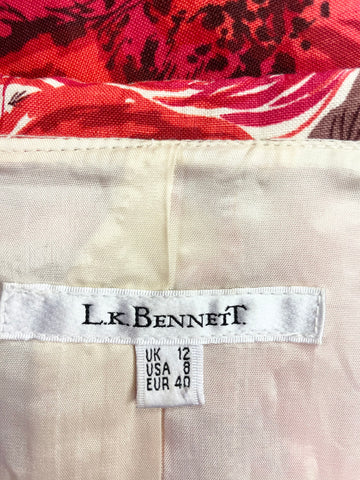 L.K.BENNETT.
UK 12
USA 8
EUR 40